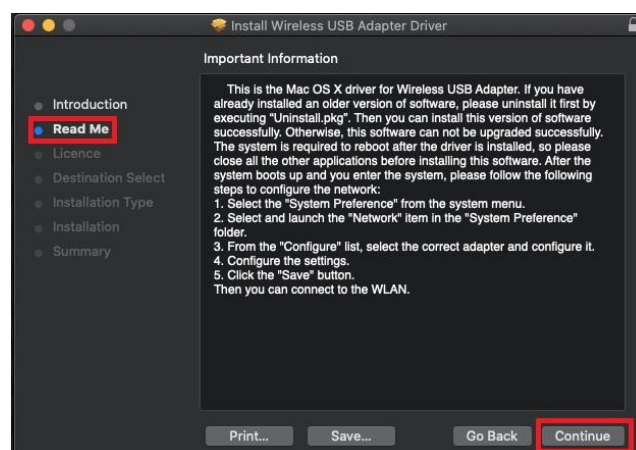 Install Wireless USB Adapter Driver
Important Information
Introduction
Read Me
Licence
Destination Select
Installation Type
Installation
Summary
This is the Mac OS X driver for Wireless USB Adapter. If you have
already installed an older version of software, please uninstall it first by
executing "Uninstall.pkg". Then you can install this version of software
successfully. Otherwise, this software can not be upgraded successfully.
The system is required to reboot after the driver is installed, so please
close all the other applications before installing this software. After the
system boots up and you enter the system, please follow the following
steps to configure the network:
1. Select the "System Preference" from the system menu.
2. Select and launch the "Network" item in the "System Preference"
folder.
3. From the "Configure" list, select the correct adapter and configure it.
4. Configure the settings.
5. Click the "Save" button.
Then you can connect to the WLAN.
Print...
Save...
Go Back
Continue